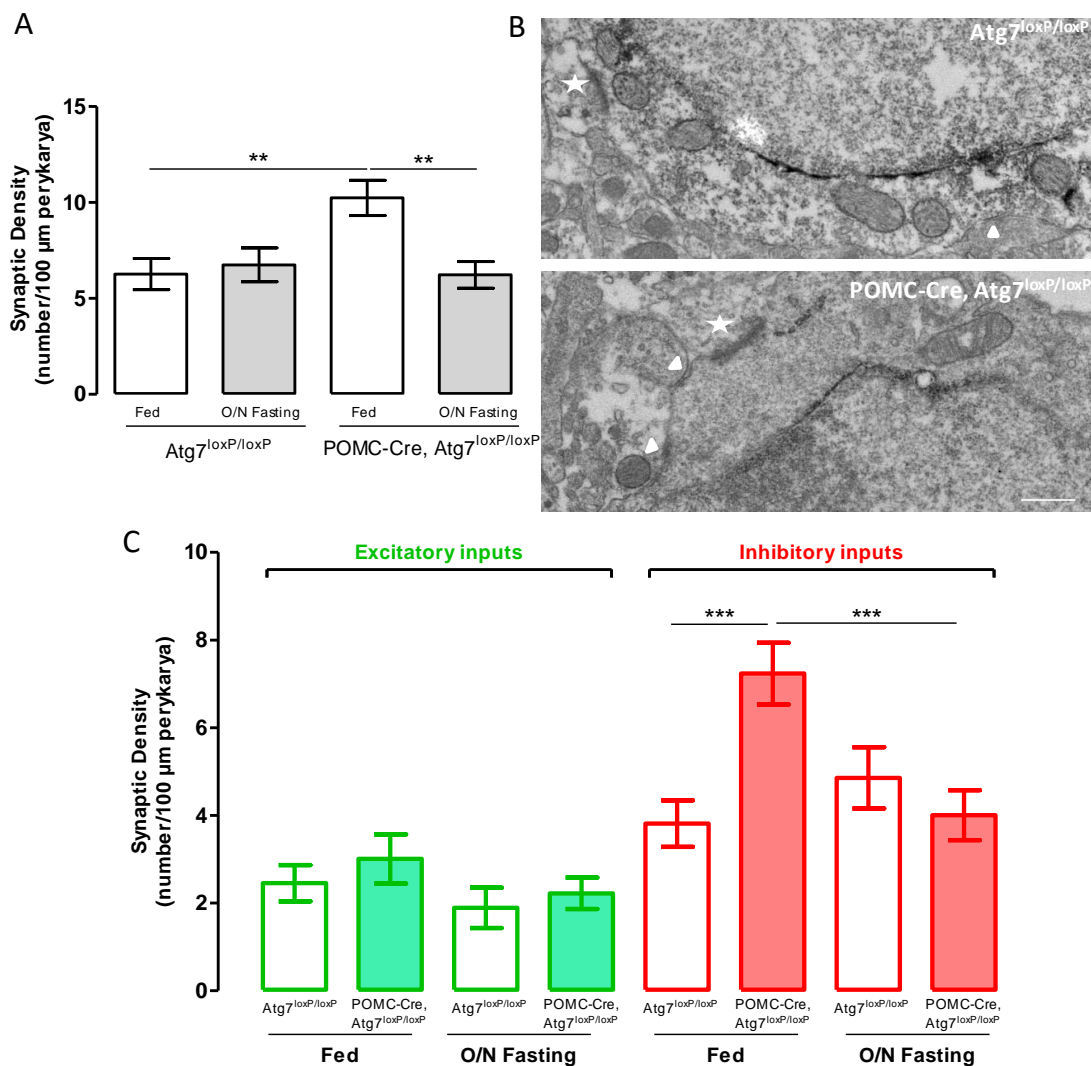 A
Synaptic Density
(number/100 µm perykarya)
15
10
5
0
**
**
Fed
O/N Fasting
Fed
O/N Fasting
Atg7loxP/loxP
POMC-Cre, Atg7loxP/loxP
B
Atg7loxP/loxP
POMC-Cre, Atg7loxP/loxP
C
Synaptic Density
(number/100 µm perykarya)
10
8
6
4
2
0
Excitatory inputs
Inhibitory inputs
***
***
Atg7loxP/loxP
POMC-Cre,
Atg7loxP/loxP
Atg7loxP/loxP
POMC-Cre,
Atg7loxP/loxP
Atg7loxP/loxP
POMC-Cre,
Atg7loxP/loxP
Atg7loxP/loxP
POMC-Cre,
Atg7loxP/loxP
Fed
O/N Fasting
Fed
O/N Fasting